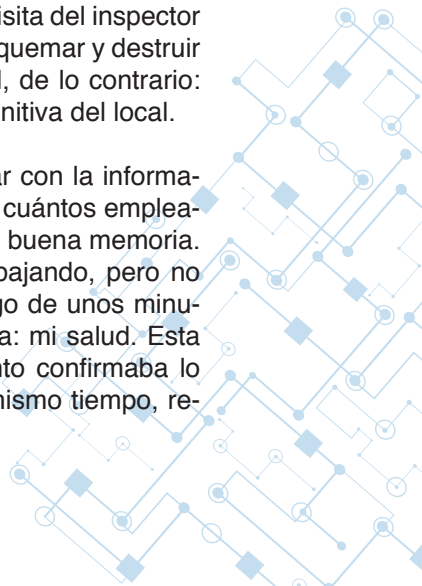 isita del inspector
quemar y destruir
l, de lo contrario:
nitiva del local.
ar con la informa-
cuántos emplea-
buena memoria.
bajando, pero no
go de unos minu-
a: mi salud. Esta
nto confirmaba lo
mismo tiempo, re-